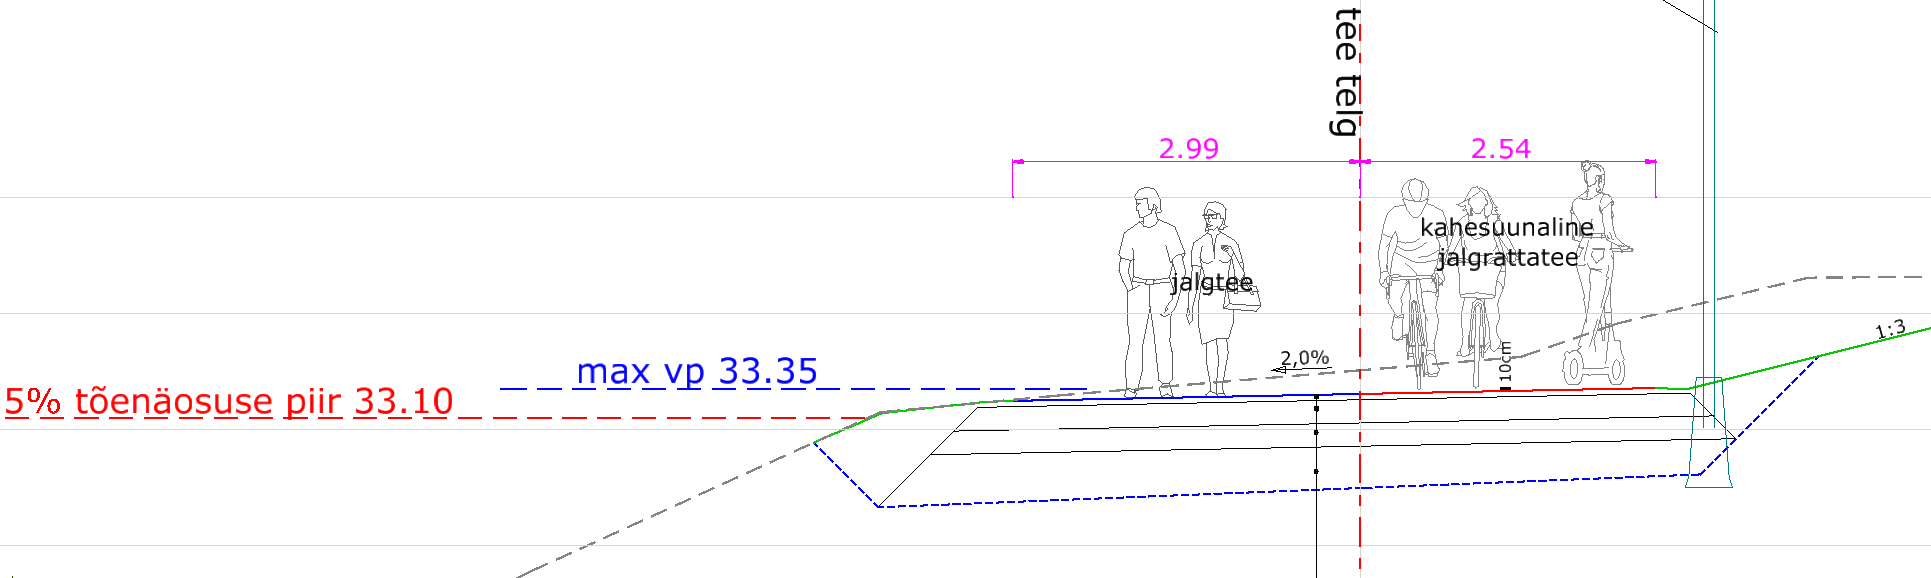 tee telg
2.99
2.54
kahesuunaline
jalgrattatee
jalgtee
1:3
2,0%
10cm
max vp 33.35
5% tõenäosuse piir 33.10